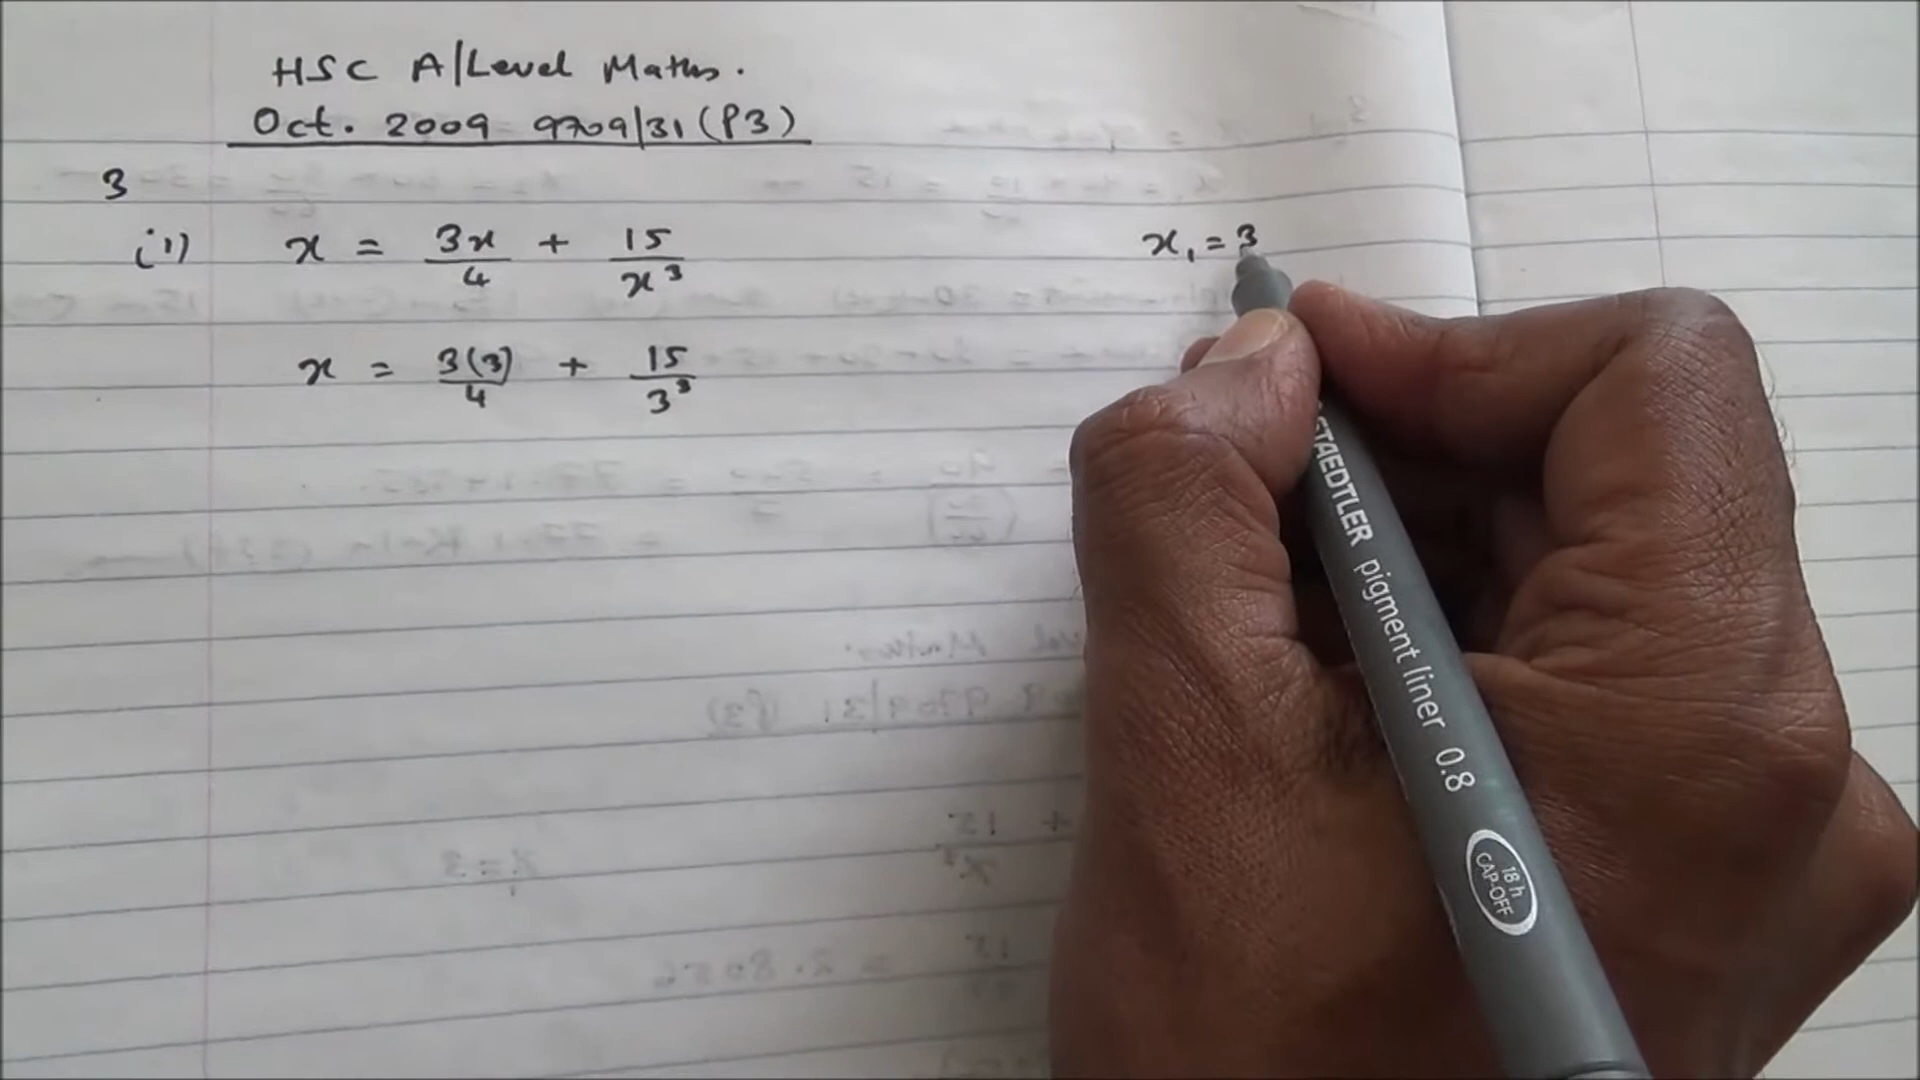 HSC A/Level Maths.
Oct. 2009 9709/31 (P3)
3
(i) x = 3x/4 + 15/x³
x₁ = 3
x = 3(3)/4 + 15/3³
STAEDTLER pigment liner 0.8
18 h
CAP-OFF